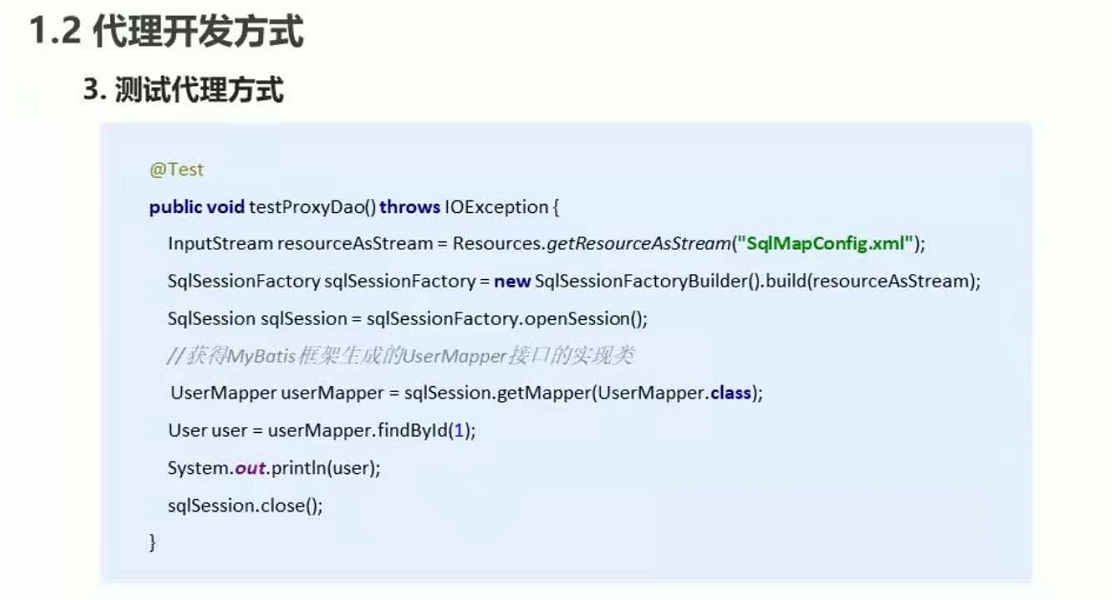 1.2 代理开发方式
3. 测试代理方式
@Test
public void testProxyDao() throws IOException {
InputStream resourceAsStream = Resources.getResourceAsStream("SqlMapConfig.xml");
SqlSessionFactory sqlSessionFactory = new SqlSessionFactoryBuilder().build(resourceAsStream);
SqlSession sqlSession = sqlSessionFactory.openSession();
//获得MyBatis框架生成的UserMapper接口的实现类
UserMapper userMapper = sqlSession.getMapper(UserMapper.class);
User user = userMapper.findById(1);
System.out.println(user);
sqlSession.close();
}